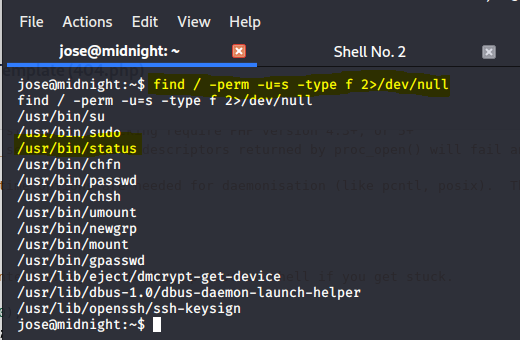 File Actions Edit View Help
jose@midnight: ~ Shell No. 2
jose@midnight:~$ find / -perm -u=s -type f 2>/dev/null
find / -perm -u=s -type f 2>/dev/null
/usr/bin/su
/usr/bin/sudo
/usr/bin/status
/usr/bin/chfn
/usr/bin/passwd
/usr/bin/chsh
/usr/bin/umount
/usr/bin/newgrp
/usr/bin/mount
/usr/bin/gpasswd
/usr/lib/eject/dmcrypt-get-device
/usr/lib/dbus-1.0/dbus-daemon-launch-helper
/usr/lib/openssh/ssh-keysign
jose@midnight:~$